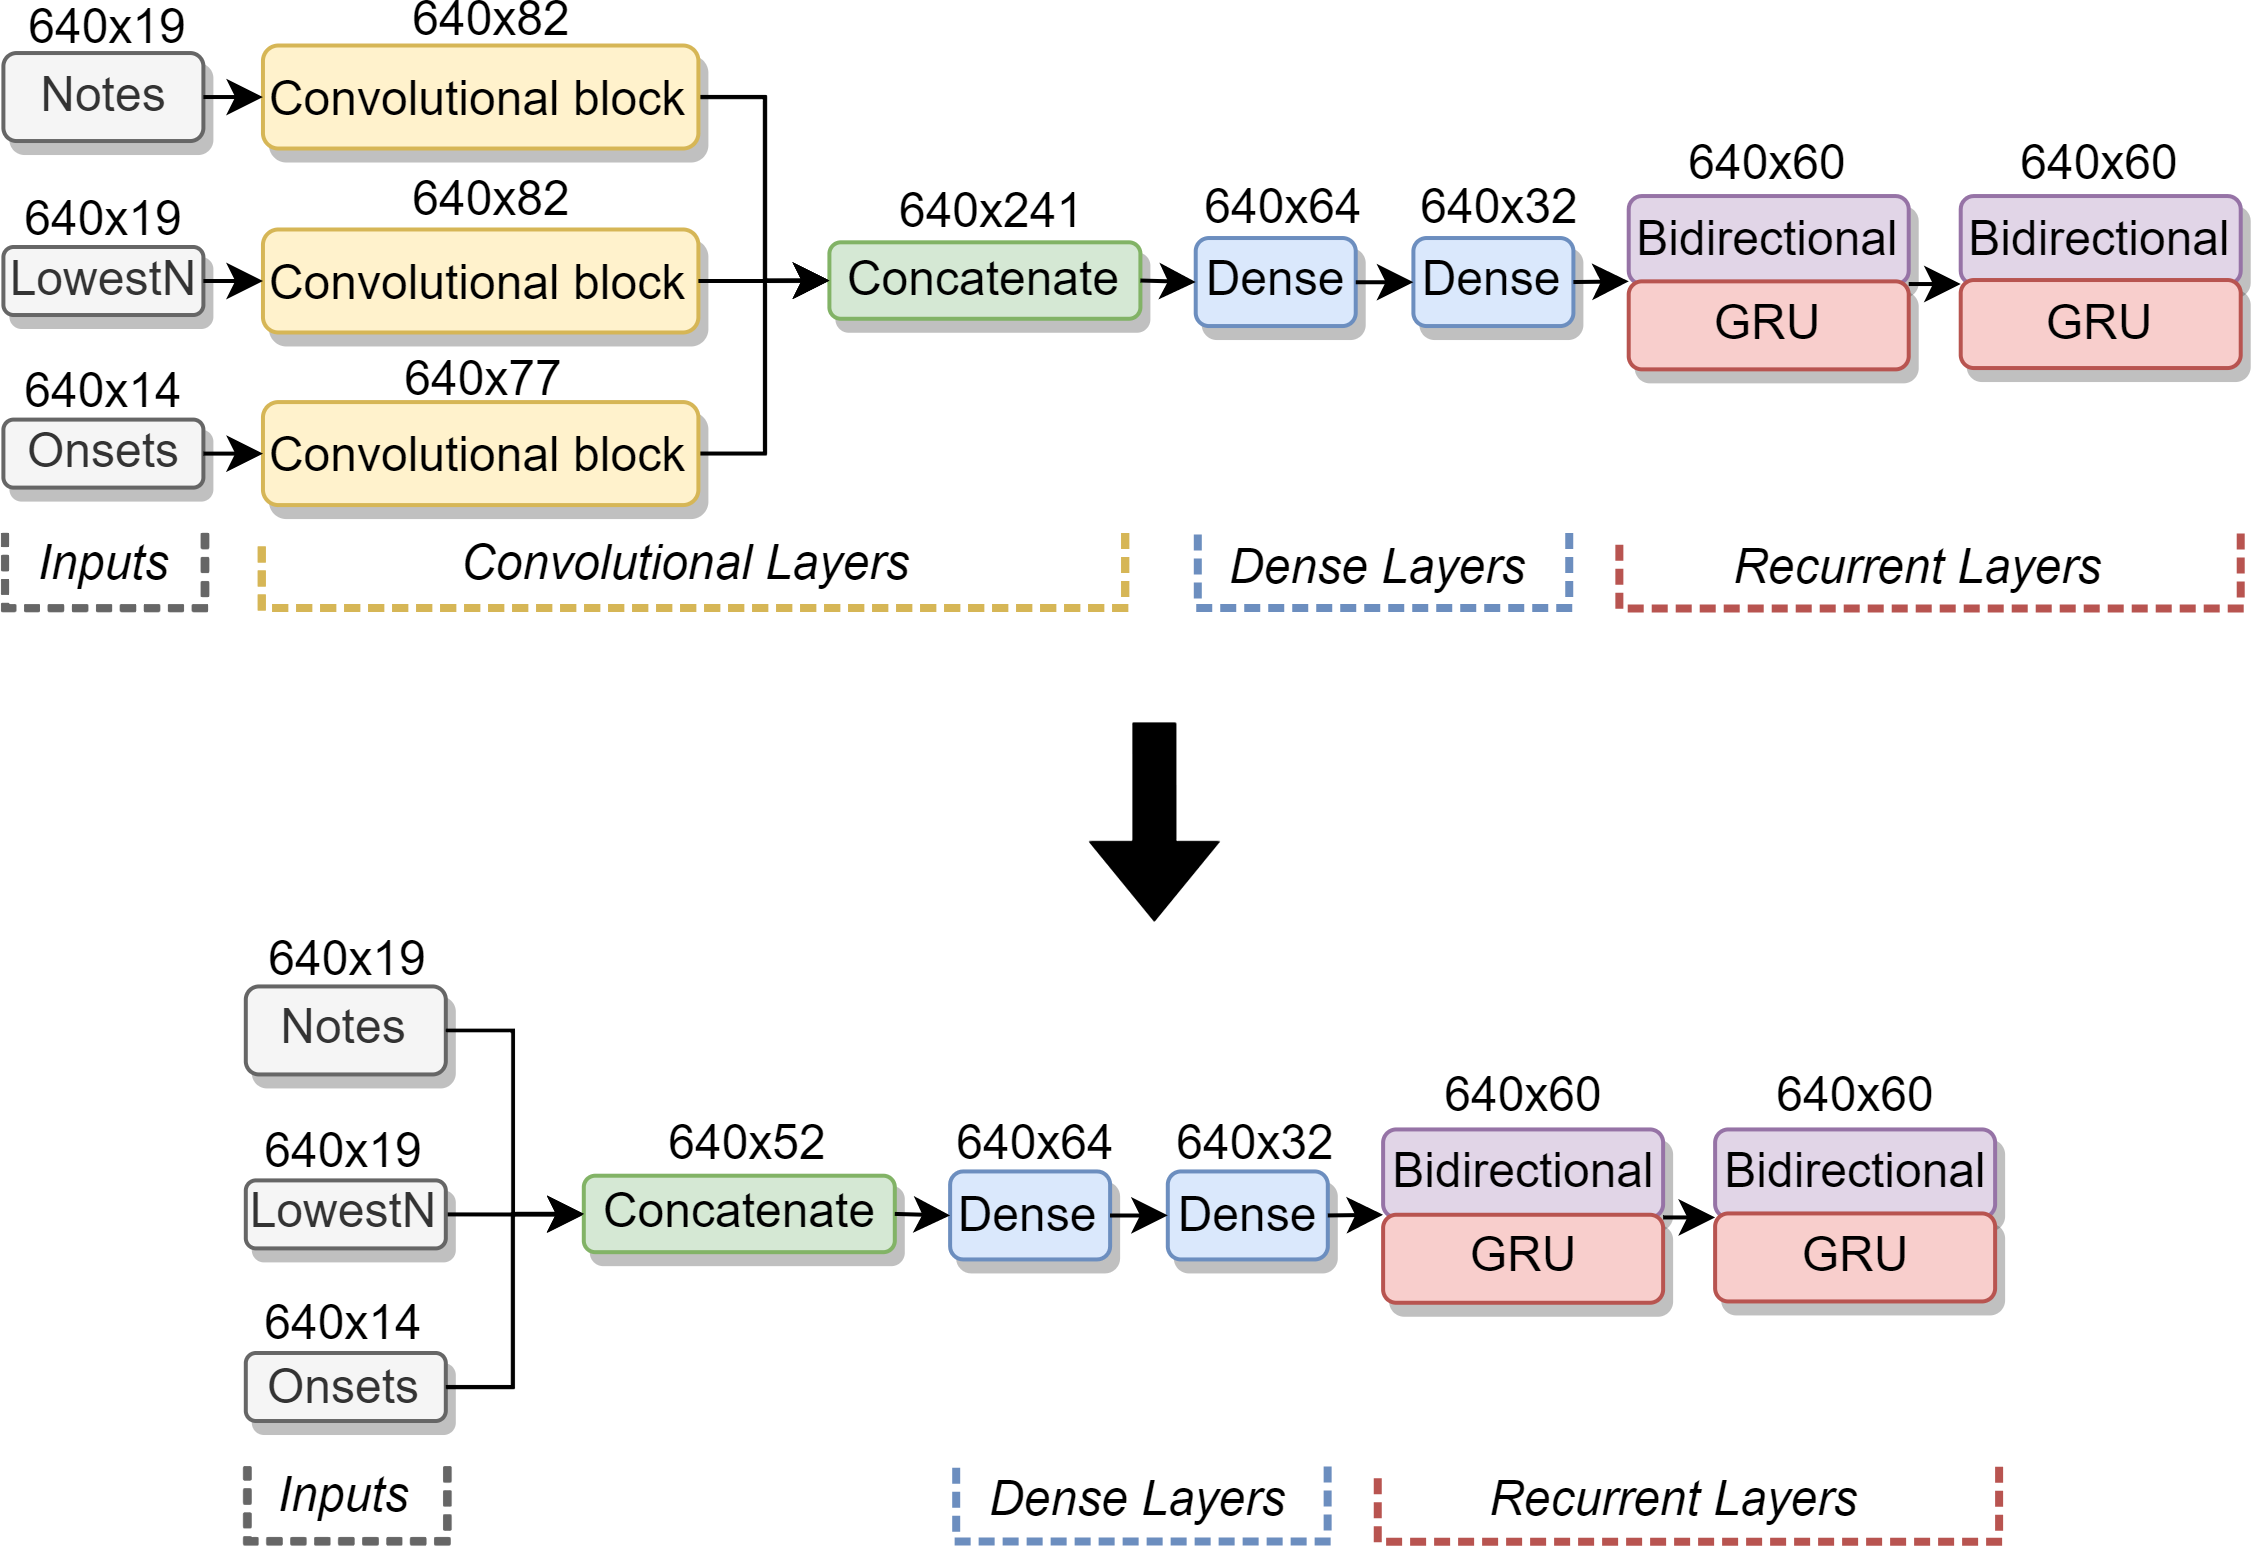 640x19
Notes
640x82
Convolutional block
640x19
LowestN
640x82
Convolutional block
640x14
Onsets
640x77
Convolutional block
640x241
Concatenate
640x64
Dense
640x32
Dense
640x60
Bidirectional
GRU
640x60
Bidirectional
GRU
Inputs
Convolutional Layers
Dense Layers
Recurrent Layers
640x19
Notes
640x19
LowestN
640x14
Onsets
640x52
Concatenate
640x64
Dense
640x32
Dense
640x60
Bidirectional
GRU
640x60
Bidirectional
GRU
Inputs
Dense Layers
Recurrent Layers